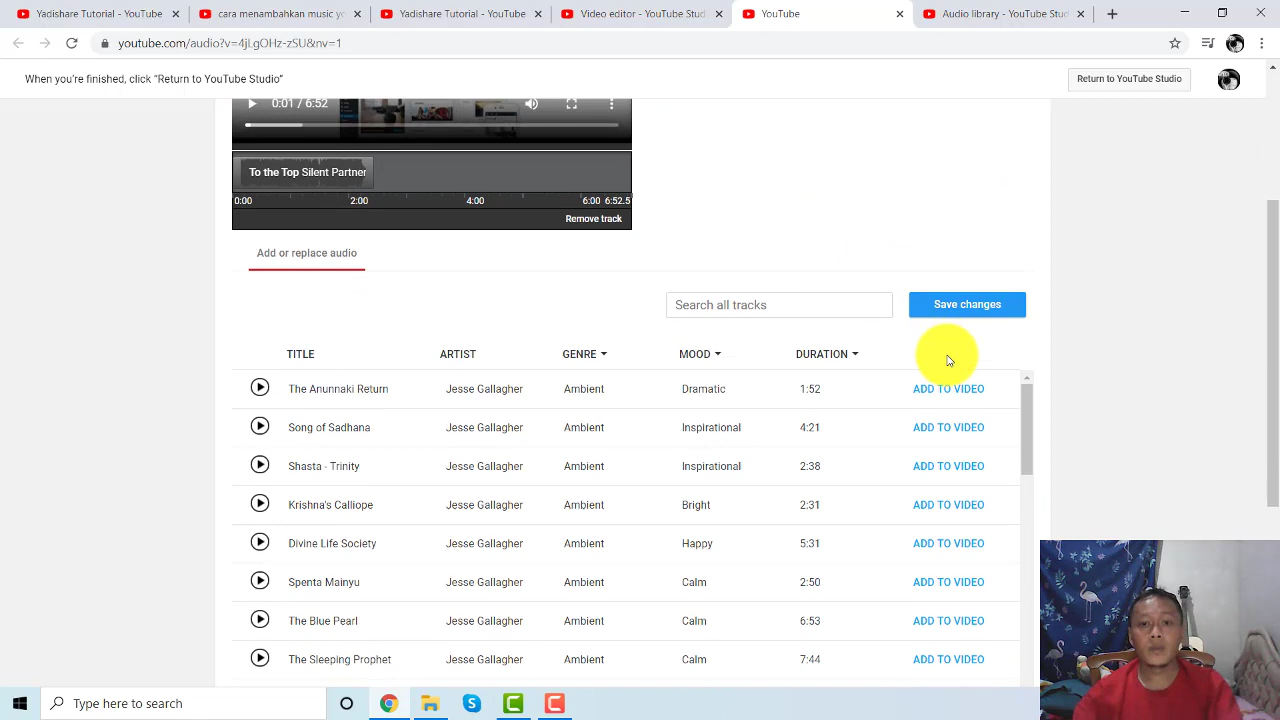 Yadishare Tutorial - YouTube
cara menambahkan music y
Yadishare Tutorial - YouTube
Video editor - YouTube Stud
YouTube
Audio library - YouTube Stud
youtube.com/audio?v=4jLgOHz-zSU&nv=1
When you're finished, click "Return to YouTube Studio"
Return to YouTube Studio
0:01 / 6:52
To the Top Silent Partner
0:00 2:00 4:00 6:00 6:52.5
Remove track
Add or replace audio
Search all tracks
Save changes
TITLE ARTIST GENRE MOOD DURATION
The Anunnaki Return Jesse Gallagher Ambient Dramatic 1:52 ADD TO VIDEO
Song of Sadhana Jesse Gallagher Ambient Inspirational 4:21 ADD TO VIDEO
Shasta - Trinity Jesse Gallagher Ambient Inspirational 2:38 ADD TO VIDEO
Krishna's Calliope Jesse Gallagher Ambient Bright 2:31 ADD TO VIDEO
Divine Life Society Jesse Gallagher Ambient Happy 5:31 ADD TO VIDEO
Spenta Mainyu Jesse Gallagher Ambient Calm 2:50 ADD TO VIDEO
The Blue Pearl Jesse Gallagher Ambient Calm 6:53 ADD TO VIDEO
The Sleeping Prophet Jesse Gallagher Ambient Calm 7:44 ADD TO VIDEO
Type here to search